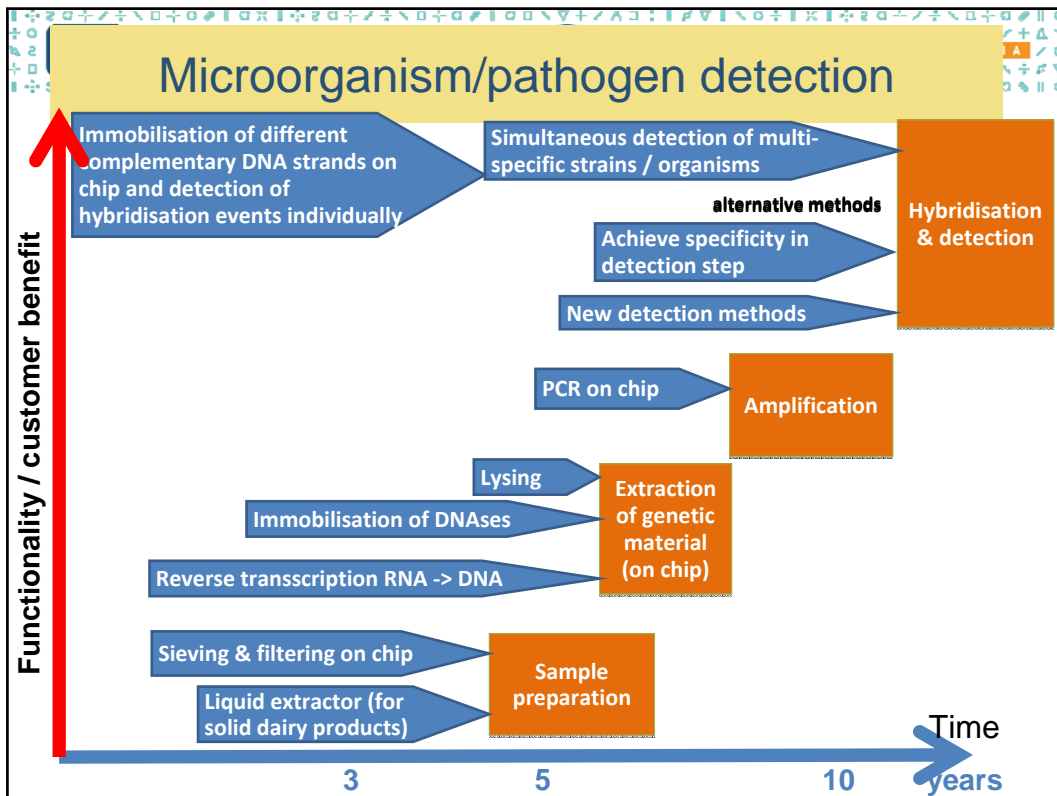 Microorganism/pathogen detection
A
Immobilisation of different
complementary DNA strands on
chip and detection of
hybridisation events individually
Simultaneous detection of multi-
specific strains / organisms
alternative methods
Achieve specificity in
detection step
New detection methods
Hybridisation
& detection
PCR on chip
Amplification
Lysing
Immobilisation of DNAses
Reverse transscription RNA -> DNA
Extraction
of genetic
material
(on chip)
Sieving & filtering on chip
Liquid extractor (for
solid dairy products)
Sample
preparation
Functionality / customer benefit
Time
3
5
10
years